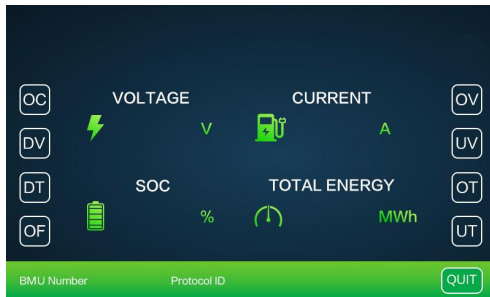 OC
VOLTAGE
CURRENT
OV
V
A
DV
UV
DT
SOC
TOTAL ENERGY
OT
%
MWh
OF
UT
BMU Number
Protocol ID
QUIT